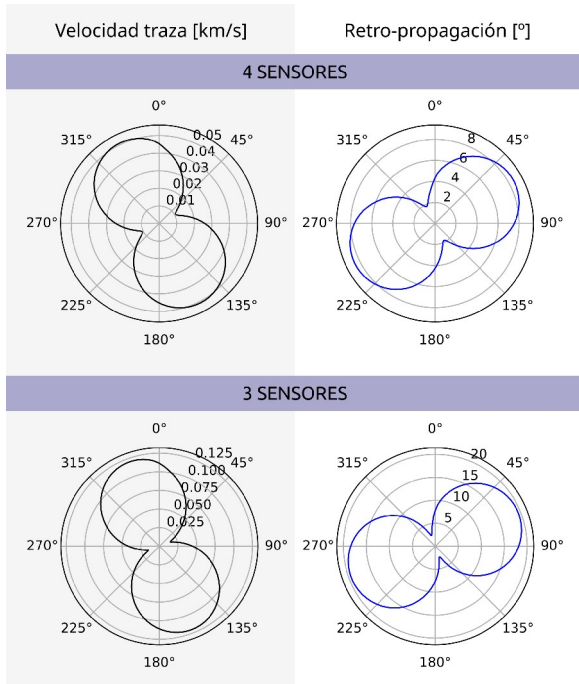 Velocidad traza [km/s] Retro-propagación [º]
4 SENSORES
0° 0°
315° 0.05 45° 315° 8 45°
0.04 6
0.03 4
0.02 2
0.01
270° 90° 270° 90°
225° 135° 225° 135°
180° 180°
3 SENSORES
0° 0°
315° 0.125 45° 315° 20 45°
0.100 15
0.075 10
0.050 5
0.025
270° 90° 270° 90°
225° 135° 225° 135°
180° 180°